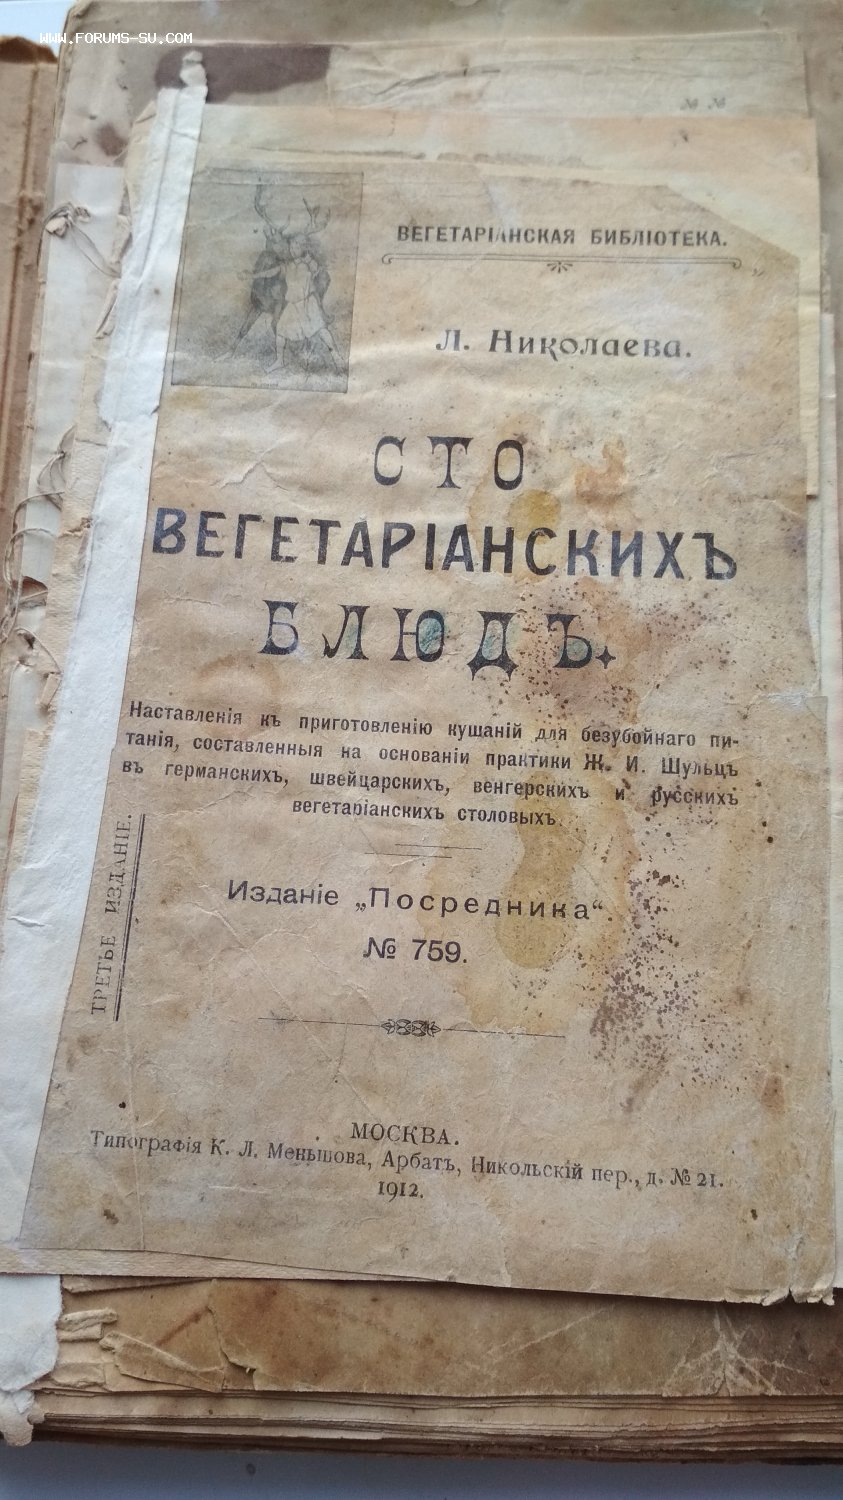 WWW.FORUMS-SU.COM
№ №
ВЕГЕТАРІАНСКАЯ БИБЛІОТЕКА.
Л. Николаева.
СТО
ВЕГЕТАРІАНСКИХЪ
БЛЮДЪ.
Наставленія къ приготовленію кушаній для безубойнаго пи-
танія, составленныя на основаніи практики Ж. И. Шульцъ
въ германскихъ, швейцарскихъ, венгерскихъ и русскихъ
вегетаріанскихъ столовыхъ.
ТРЕТЬЕ ИЗДАНІЕ.
Изданіе „Посредника“.
№ 759.
МОСКВА.
Типографія К. Л. Меньшова, Арбатъ, Никольскій пер., д. № 21.
1912.